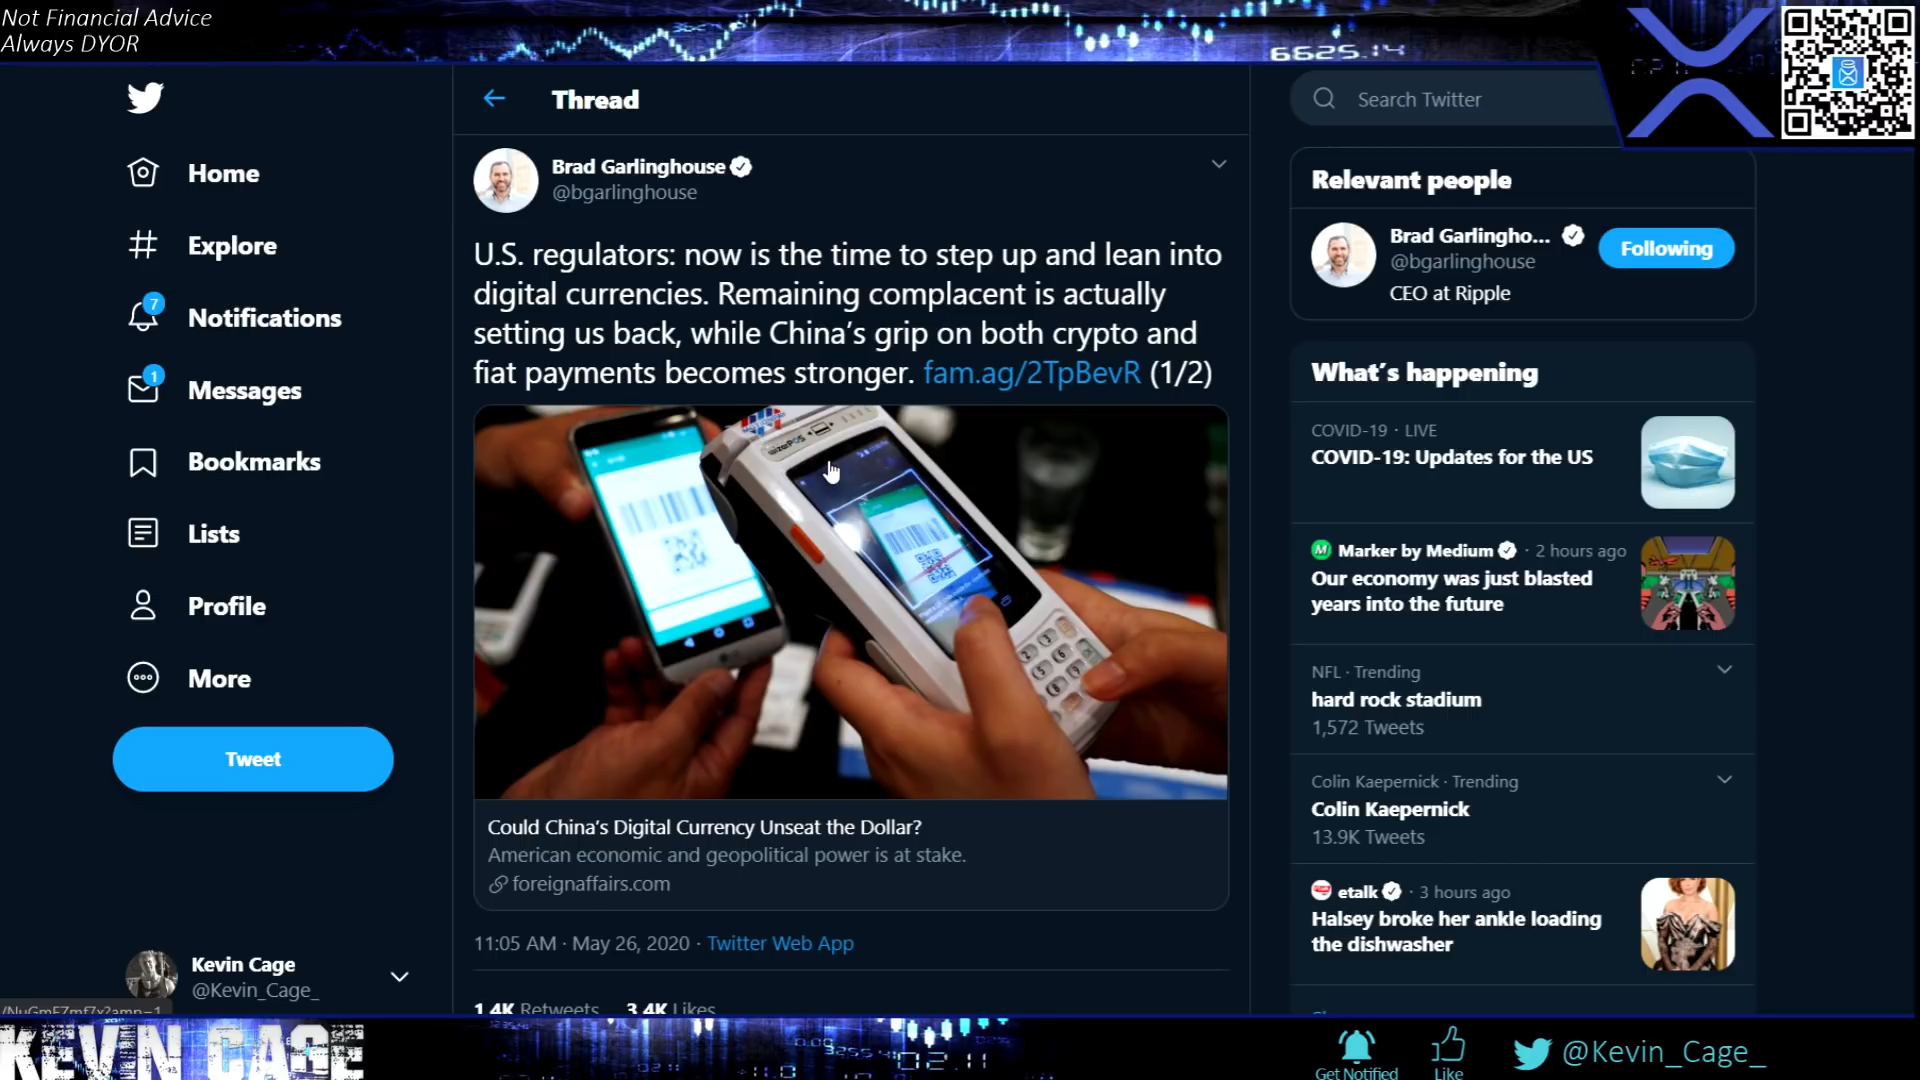 Not Financial Advice
Always DYOR
6625.14
Thread
Search Twitter
Home
Explore
7
Notifications
1
Messages
Bookmarks
Lists
Profile
More
Tweet
Kevin Cage
@Kevin_Cage_
Brad Garlinghouse
@bgarlinghouse
U.S. regulators: now is the time to step up and lean into
digital currencies. Remaining complacent is actually
setting us back, while China's grip on both crypto and
fiat payments becomes stronger. fam.ag/2TpBevR (1/2)
wizarPOS
Could China's Digital Currency Unseat the Dollar?
American economic and geopolitical power is at stake.
foreignaffairs.com
11:05 AM · May 26, 2020 · Twitter Web App
1.4K Retweets 3.4K Likes
Relevant people
Brad Garlingho...
@bgarlinghouse
Following
CEO at Ripple
What's happening
COVID-19 · LIVE
COVID-19: Updates for the US
Marker by Medium · 2 hours ago
Our economy was just blasted
years into the future
NFL · Trending
hard rock stadium
1,572 Tweets
Colin Kaepernick · Trending
Colin Kaepernick
13.9K Tweets
etalk · 3 hours ago
Halsey broke her ankle loading
the dishwasher
KEVIN CAGE
02.11
Get Notified
Like
@Kevin_Cage_